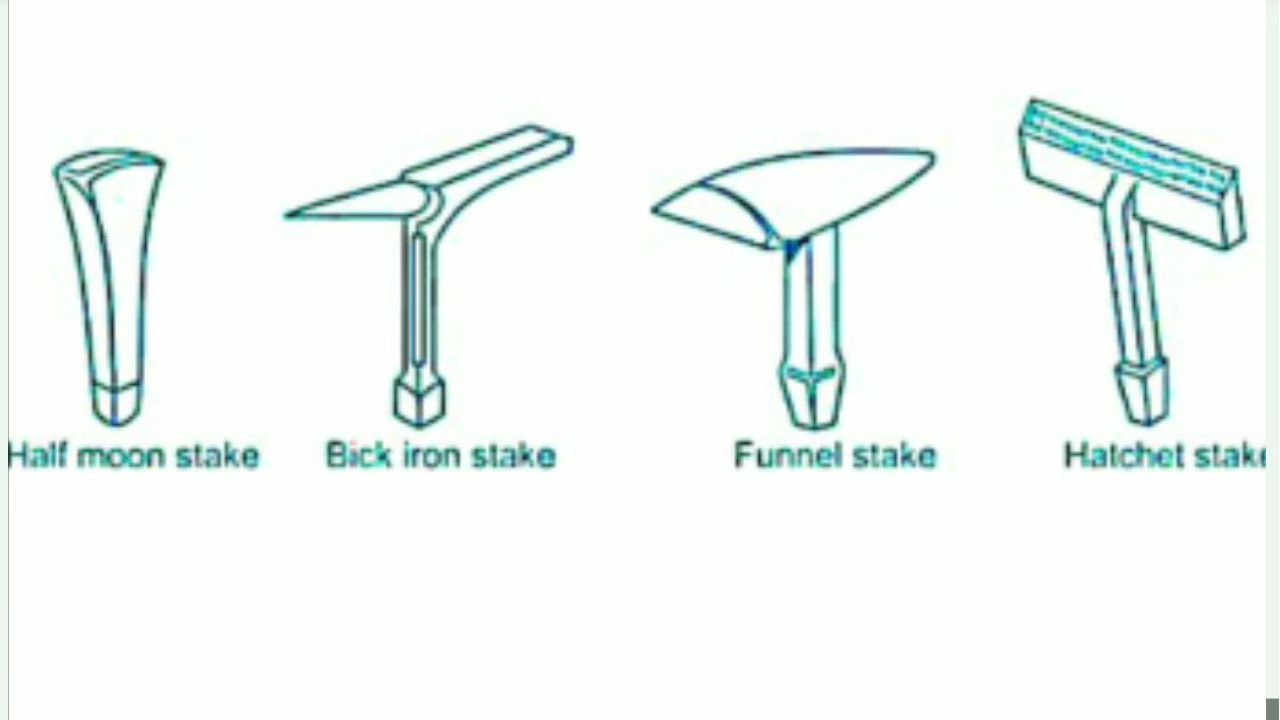 Half moon stake
Bick iron stake
Funnel stake
Hatchet stake